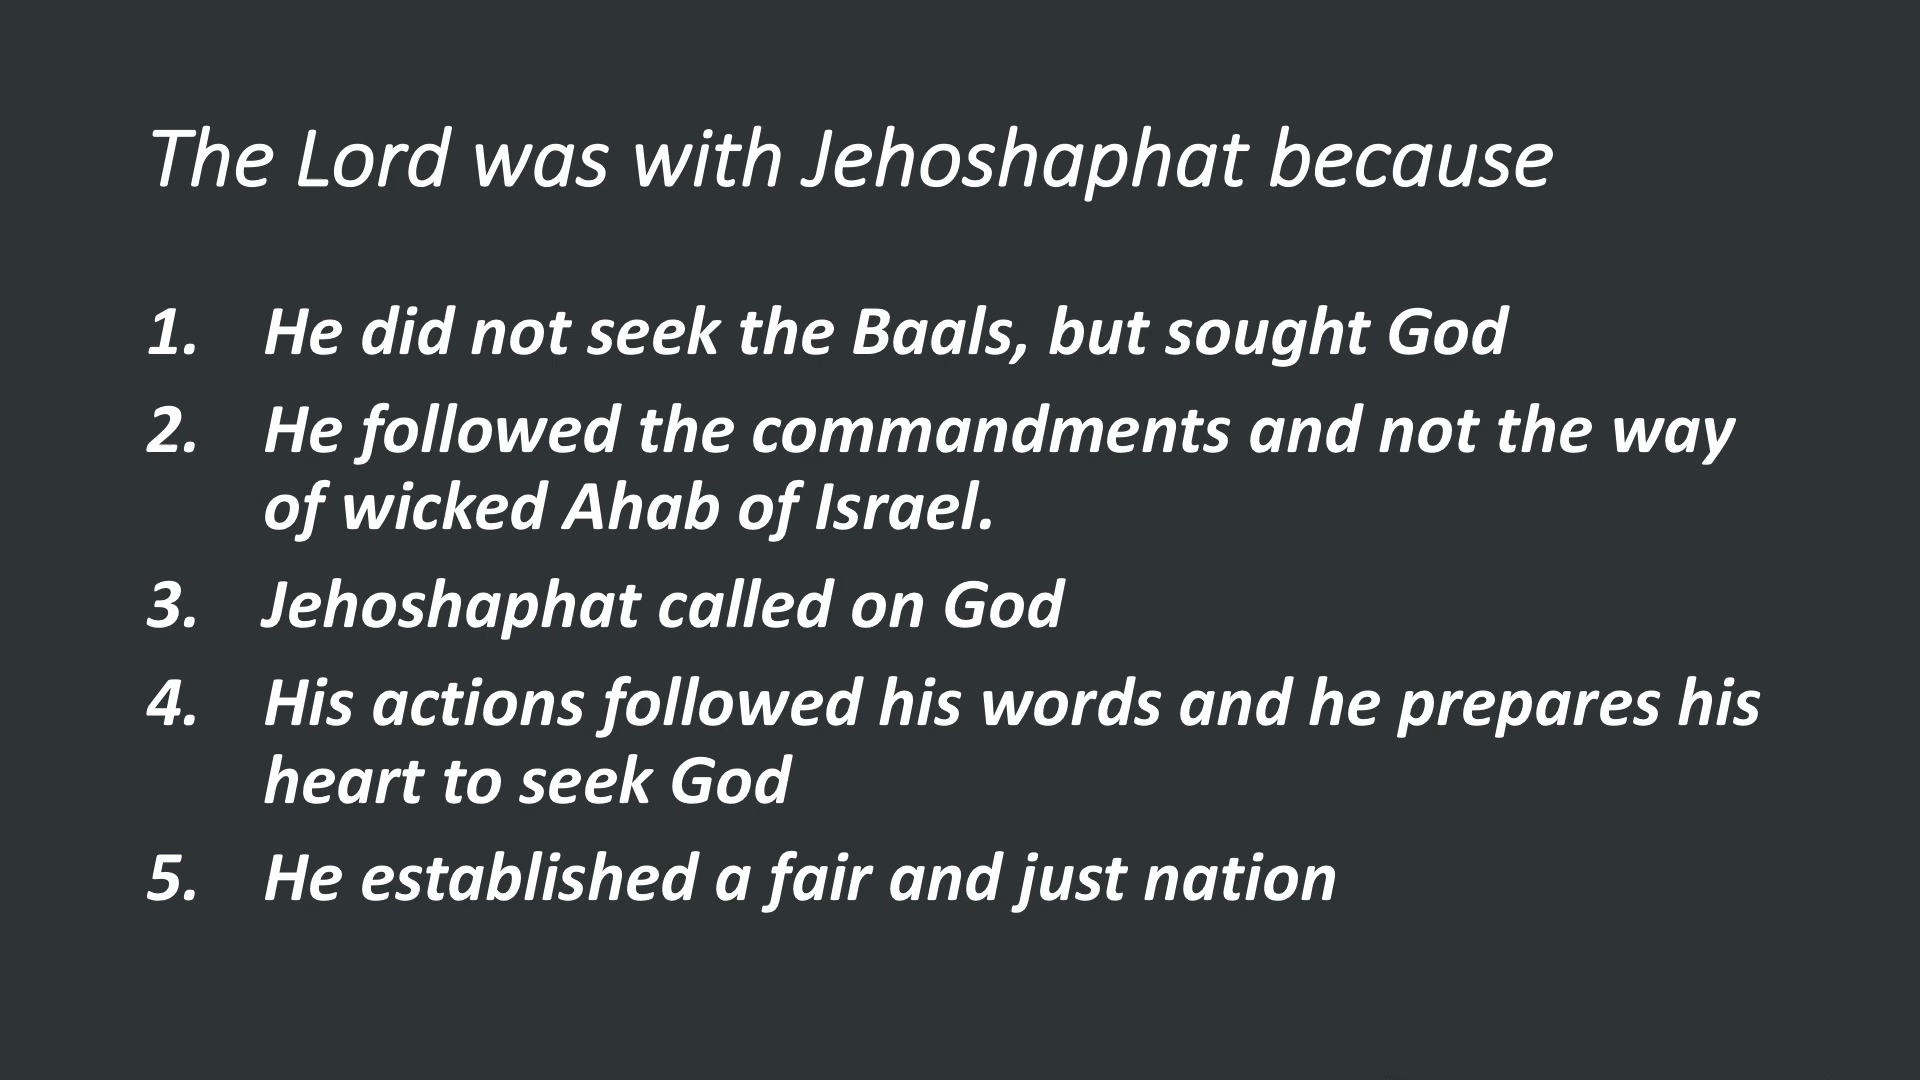 The Lord was with Jehoshaphat because
1. He did not seek the Baals, but sought God
2. He followed the commandments and not the way
of wicked Ahab of Israel.
3. Jehoshaphat called on God
4. His actions followed his words and he prepares his
heart to seek God
5. He established a fair and just nation